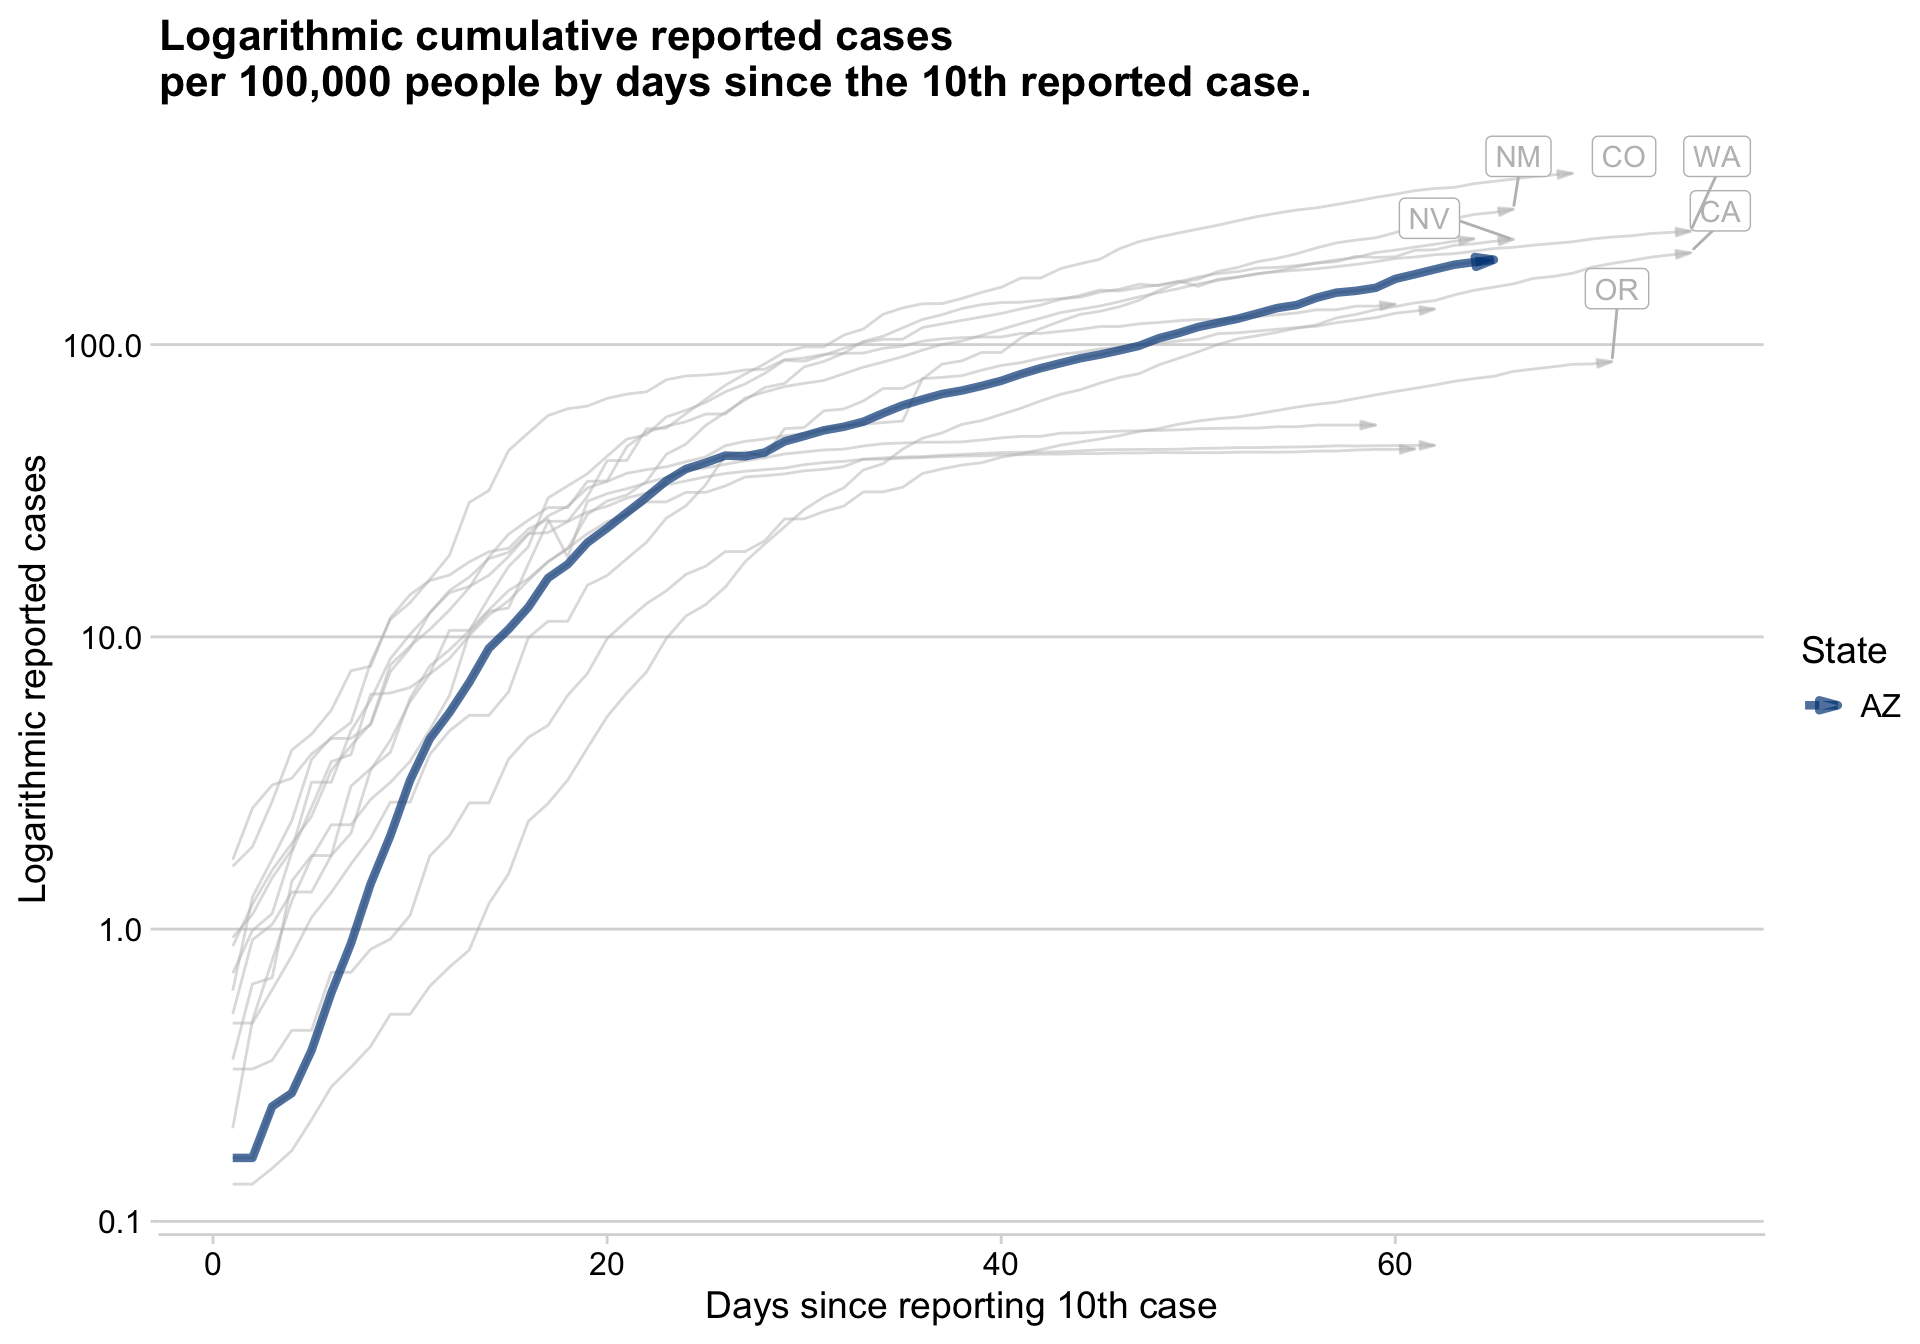 Logarithmic cumulative reported cases
per 100,000 people by days since the 10th reported case.
NM
CO
WA
CA
NV
OR
100.0
10.0
1.0
0.1
Logarithmic reported cases
State
AZ
0
20
40
60
Days since reporting 10th case